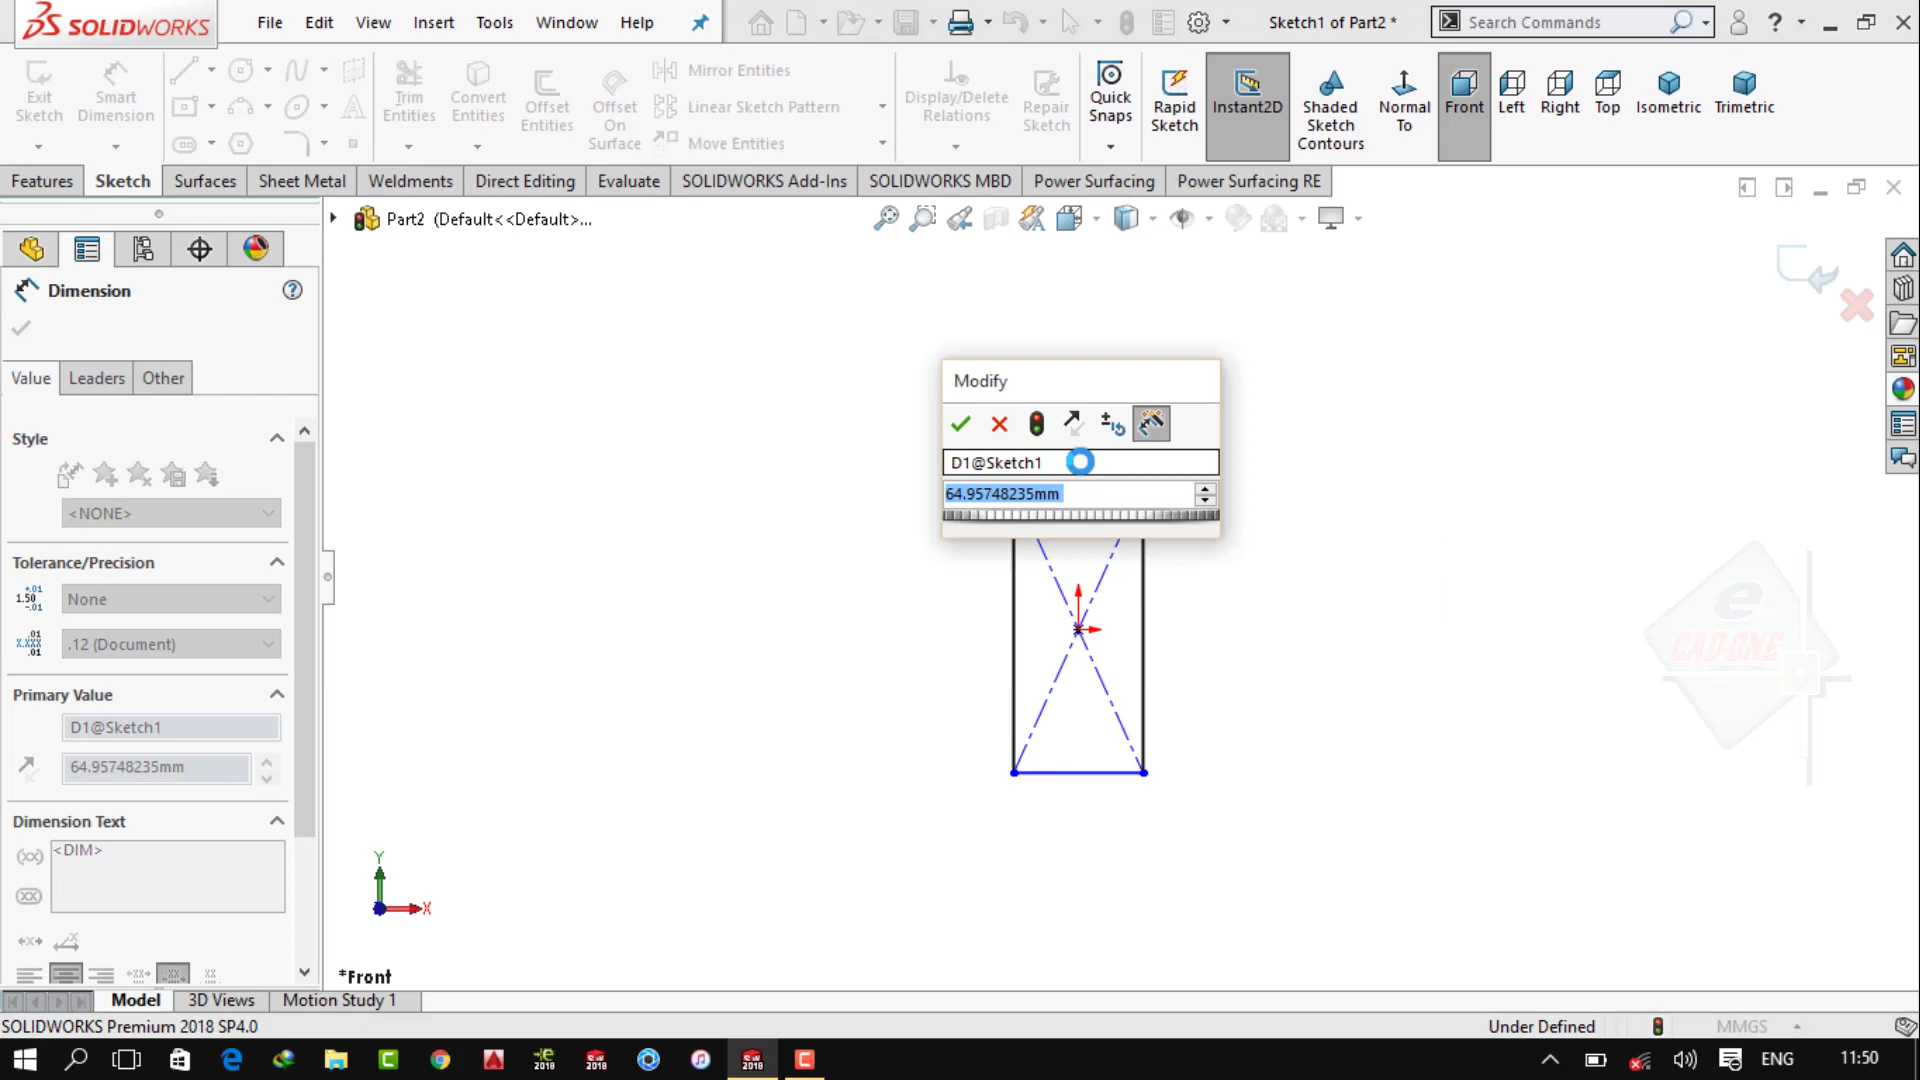 SOLIDWORKS
File Edit View Insert Tools Window Help
Sketch1 of Part2 *
Search Commands
Exit Sketch
Smart Dimension
Trim Entities
Convert Entities
Offset Entities
Offset On Surface
Mirror Entities
Linear Sketch Pattern
Move Entities
Display/Delete Relations
Repair Sketch
Quick Snaps
Rapid Sketch
Instant2D
Shaded Sketch Contours
Normal To
Front
Left
Right
Top
Isometric
Trimetric
Features Sketch Surfaces Sheet Metal Weldments Direct Editing Evaluate SOLIDWORKS Add-Ins SOLIDWORKS MBD Power Surfacing Power Surfacing RE
Part2 (Default<<Default>...
Dimension
Value Leaders Other
Style
<NONE>
Tolerance/Precision
None
.12 (Document)
Primary Value
D1@Sketch1
64.95748235mm
Dimension Text
<DIM>
Modify
D1@Sketch1
64.95748235mm
e
CAD-ONE
Y
X
*Front
Model 3D Views Motion Study 1
SOLIDWORKS Premium 2018 SP4.0
Under Defined
MMGS
ENG
11:50